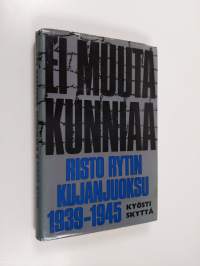 EI MUUTA
KUNNIAA
RISTO RYTIN
KUJANJUOKSU
1939-1945
KYÖSTI
SKYTTÄ